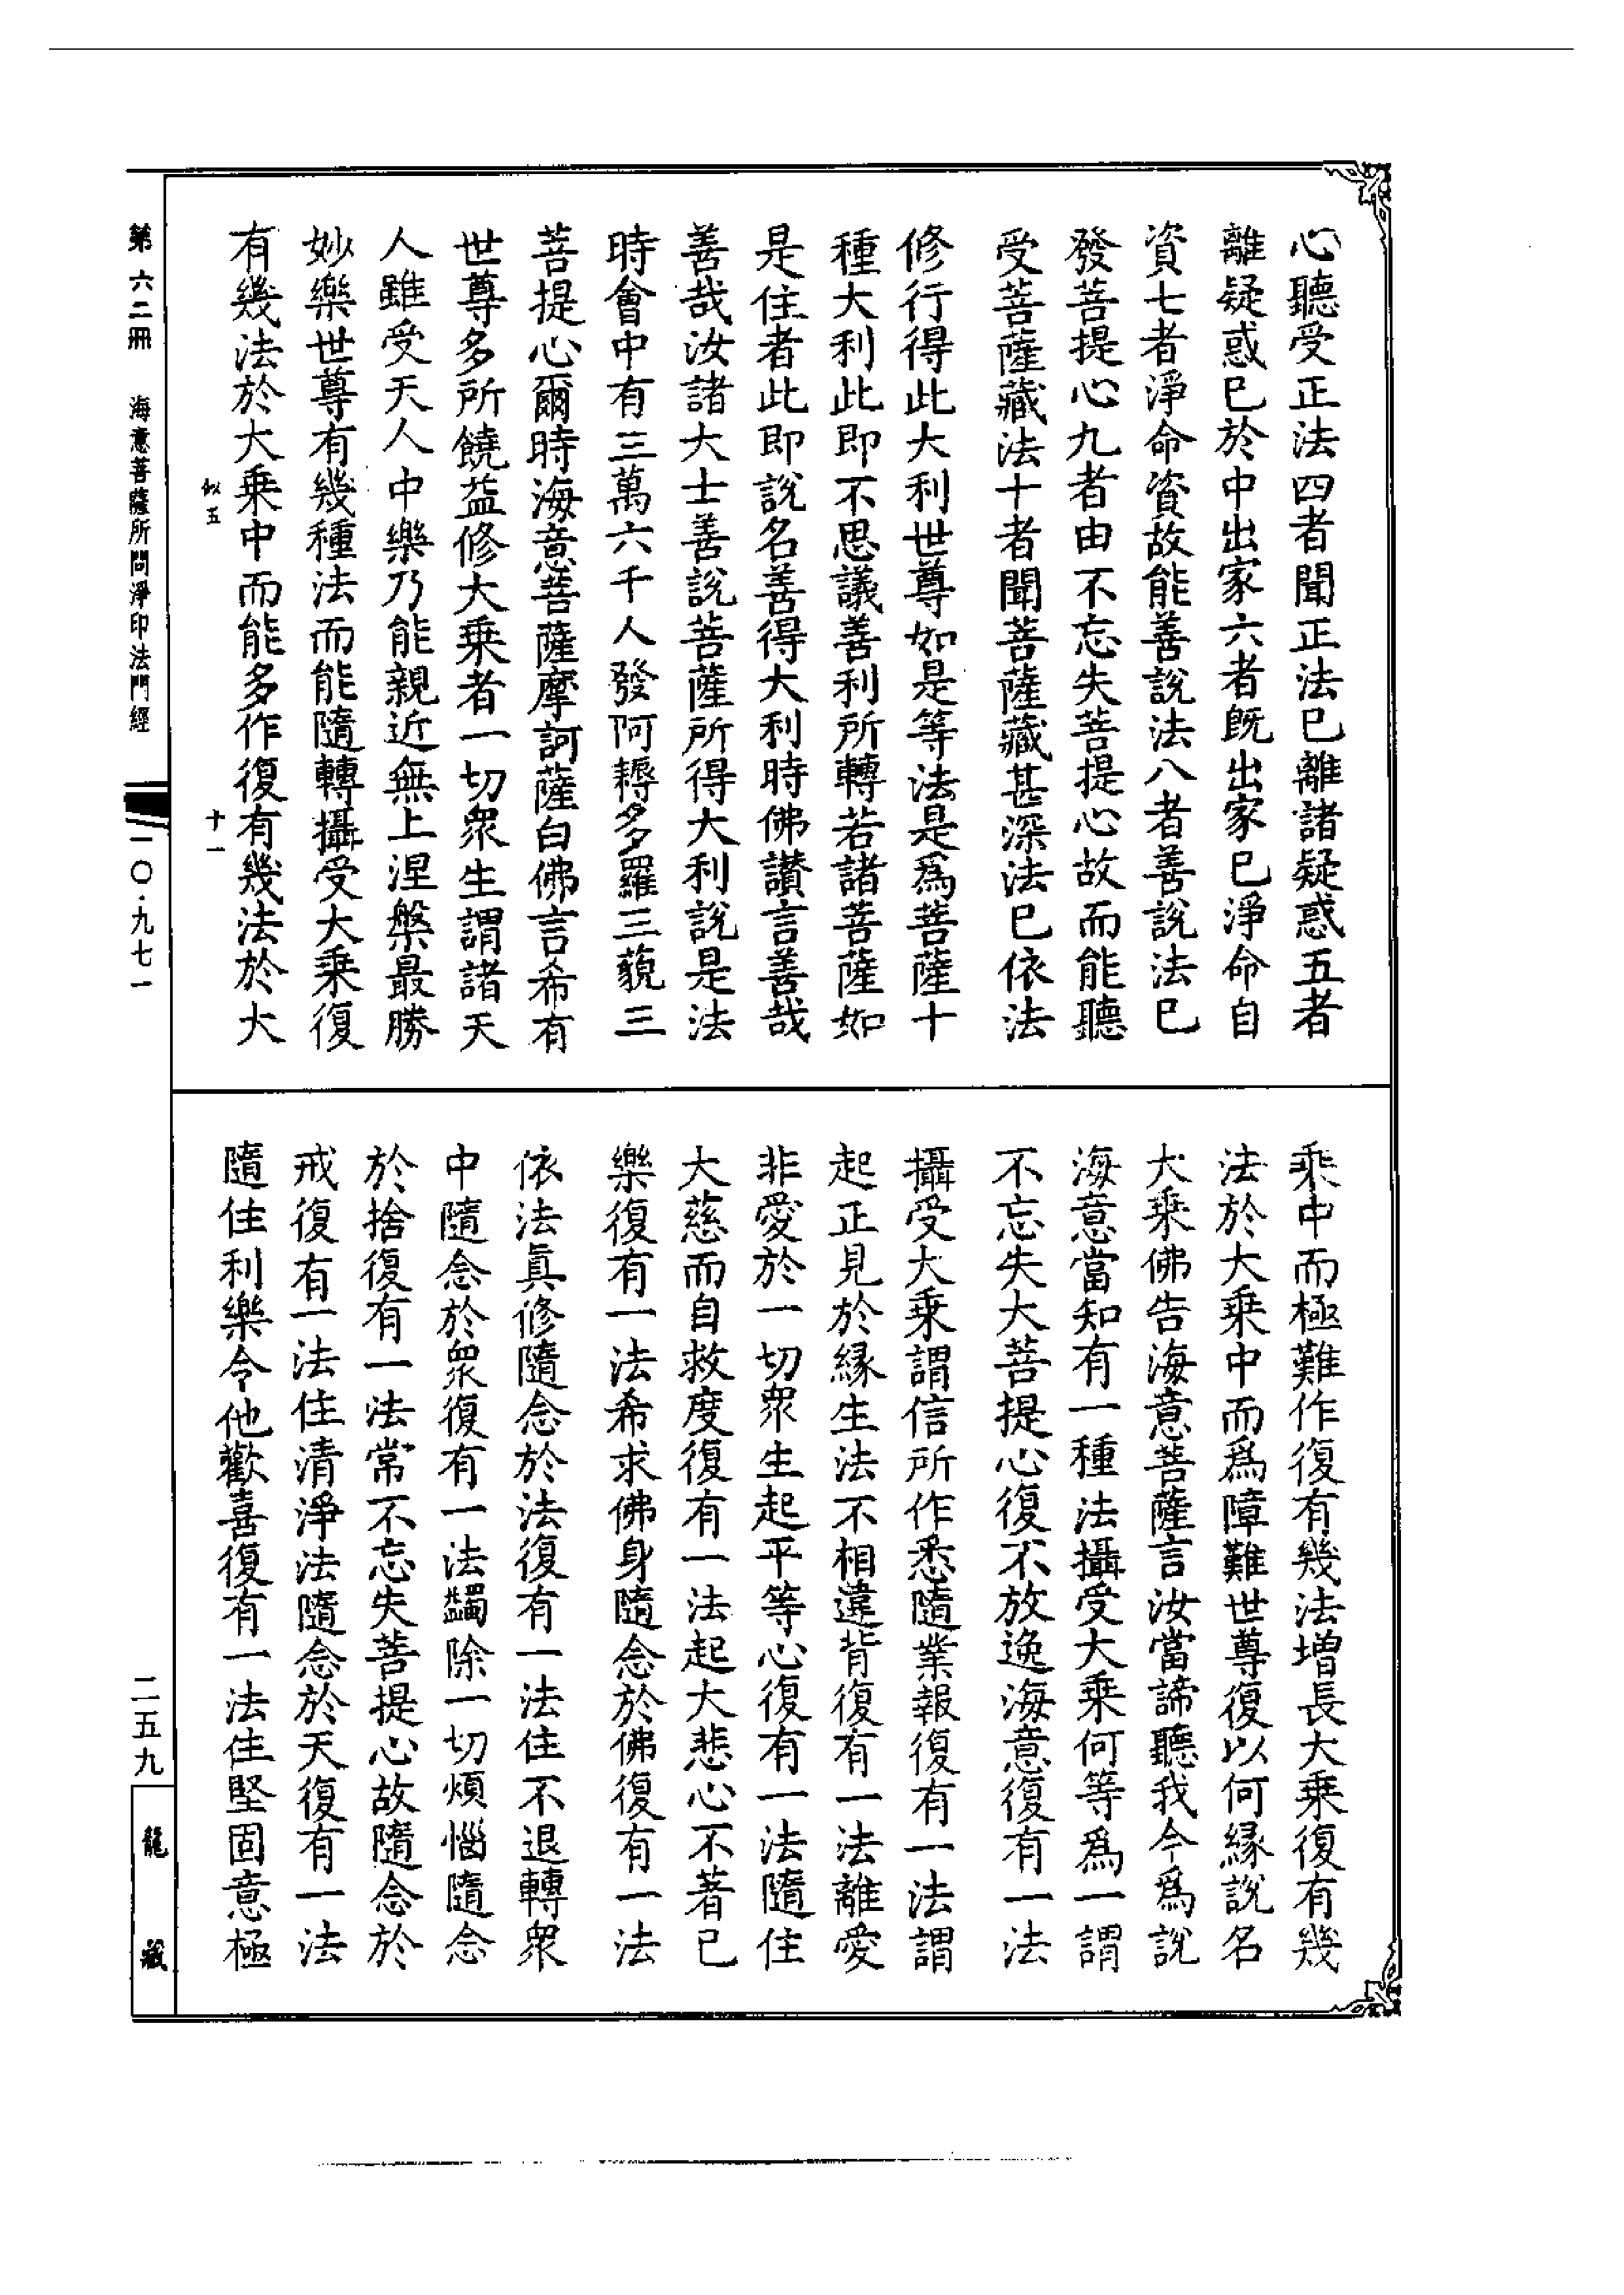 心聽受正法四者聞正法已離諸疑惑五者
離疑惑已於中出家六者既出家已淨命自
資七者淨命資故能善說法八者善說法已
發菩提心九者由不忘失菩提心故而能聽
受菩薩藏法十者聞菩薩藏甚深法已依法
修行得此大利世尊如是等法是為菩薩十
種大利此即不思議善利所轉若諸菩薩如
是住者此即說名善得大利時佛讚言善哉
善哉汝諸大士善說菩薩所得大利說是法
時會中有三萬六千人發阿耨多羅三藐三
菩提心爾時海意菩薩摩訶薩白佛言希有
世尊多所饒益修大乘者一切眾生謂諸天
人雖受天人中樂乃能親近無上涅槃最勝
妙樂世尊有幾種法而能隨轉攝受大乘復
有幾法於大乘中而能多作復有幾法於大
乘中而極難作復有幾法增長大乘復有幾
法於大乘中而為障難世尊復以何緣說名
大乘佛告海意菩薩言汝當諦聽我今為說
海意當知有一種法攝受大乘何等為一謂
不忘失大菩提心復不放逸海意復有一法
攝受大乘謂信所作悉隨業報復有一法謂
起正見於緣生法不相違背復有一法離愛
非愛於一切眾生起平等心復有一法隨住
大慈而自救度復有一法起大悲心不著已
樂復有一法希求佛身隨念於佛復有一法
依法真修隨念於法復有一法住不退轉眾
中隨念於眾復有一法蠲除一切煩惱隨念
於捨復有一法常不忘失菩提心故隨念於
戒復有一法住清淨法隨念於天復有一法
隨住利樂令他歡喜復有一法住堅固意極
似五
十一
第六二冊 海意菩薩所問淨印法門經
一〇·九七一
二五九
龍藏